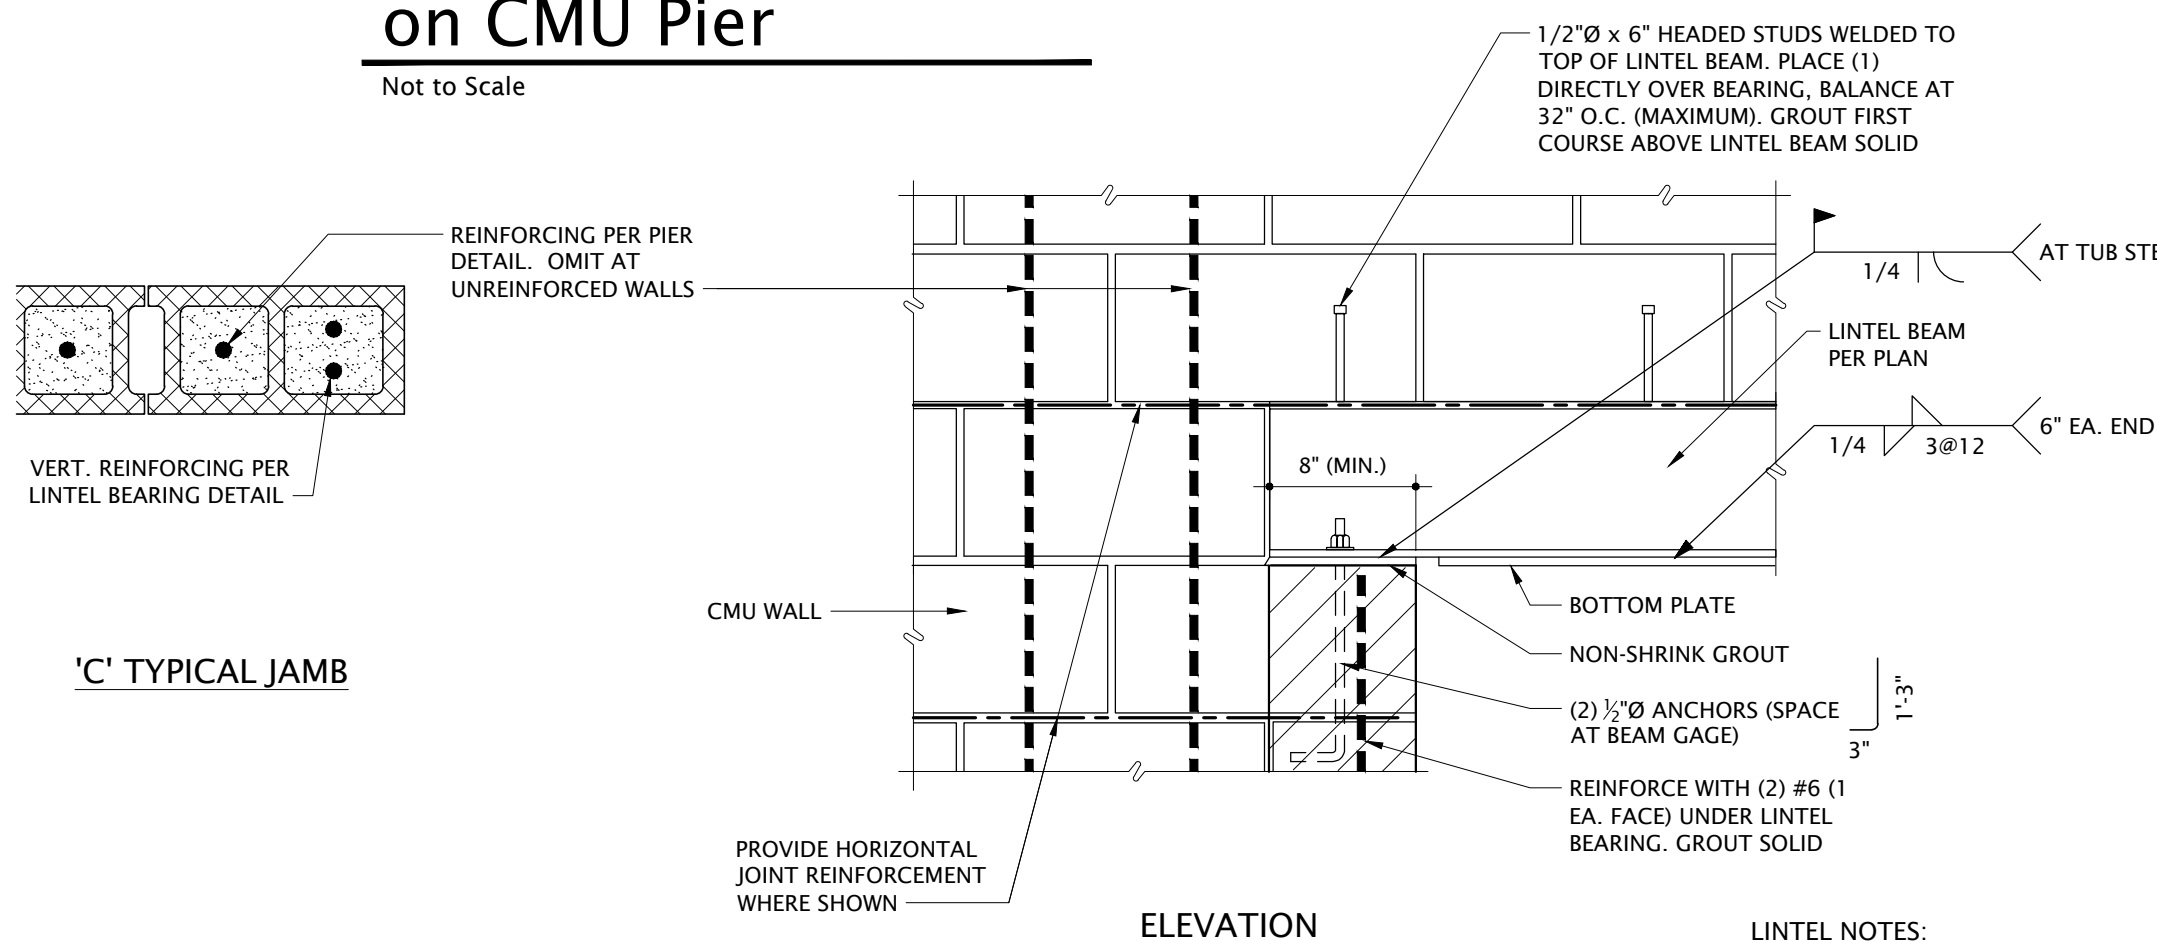 on CMU Pier
Not to Scale
1/2"Ø x 6" HEADED STUDS WELDED TO
TOP OF LINTEL BEAM. PLACE (1)
DIRECTLY OVER BEARING, BALANCE AT
32" O.C. (MAXIMUM). GROUT FIRST
COURSE ABOVE LINTEL BEAM SOLID
REINFORCING PER PIER
DETAIL. OMIT AT
UNREINFORCED WALLS
VERT. REINFORCING PER
LINTEL BEARING DETAIL
'C' TYPICAL JAMB
1/4
AT TUB STE
LINTEL BEAM
PER PLAN
1/4
3@12
6" EA. END
8" (MIN.)
CMU WALL
BOTTOM PLATE
NON-SHRINK GROUT
(2) ½"Ø ANCHORS (SPACE
AT BEAM GAGE)
1'-3"
3"
REINFORCE WITH (2) #6 (1
EA. FACE) UNDER LINTEL
BEARING. GROUT SOLID
PROVIDE HORIZONTAL
JOINT REINFORCEMENT
WHERE SHOWN
ELEVATION
LINTEL NOTES: